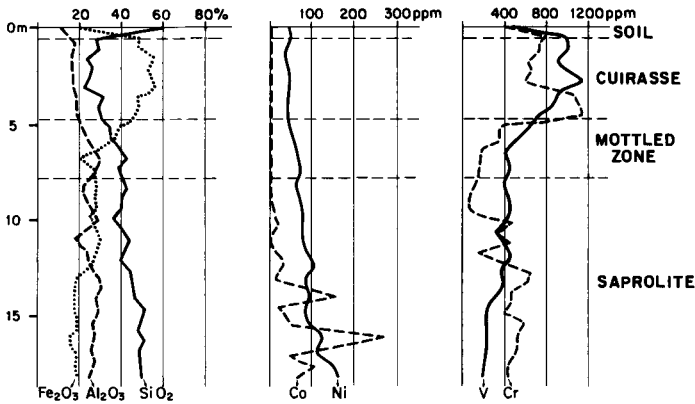 0m 20 40 60 80% 100 200 300ppm 400 800 1200ppm
SOIL
CUIRASSE
5
MOTTLED
ZONE
10
SAPROLITE
15
Fe₂O₃ Al₂O₃ SiO₂ Co Ni V Cr